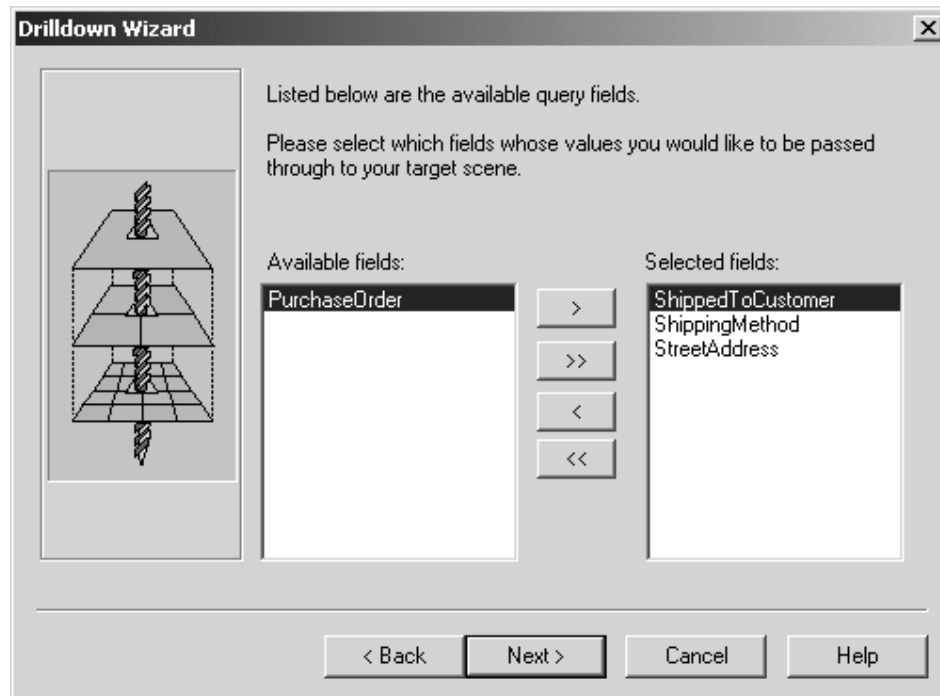 Drilldown Wizard
Listed below are the available query fields.
Please select which fields whose values you would like to be passed
through to your target scene.
Available fields:
PurchaseOrder
>
>>
<
<<
Selected fields:
ShippedToCustomer
ShippingMethod
StreetAddress
< Back
Next >
Cancel
Help